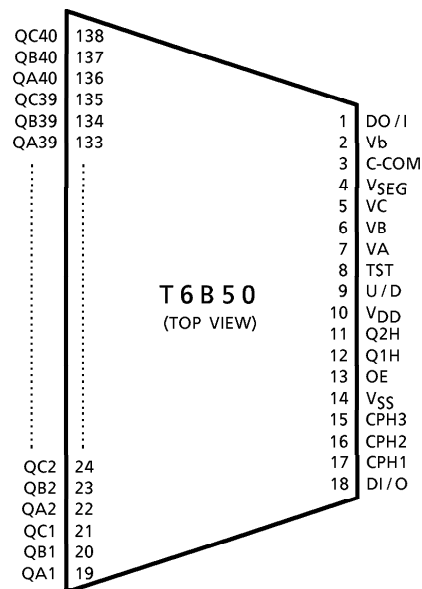 QC40 138
QB40 137
QA40 136
QC39 135
QB39 134
QA39 133
1 DO/I
2 Vb
3 C-COM
4 VSEG
5 VC
6 VB
7 VA
8 TST
9 U/D
10 VDD
11 Q2H
12 Q1H
13 OE
14 VSS
15 CPH3
16 CPH2
17 CPH1
18 DI/O
T6B50
(TOP VIEW)
QC2 24
QB2 23
QA2 22
QC1 21
QB1 20
QA1 19